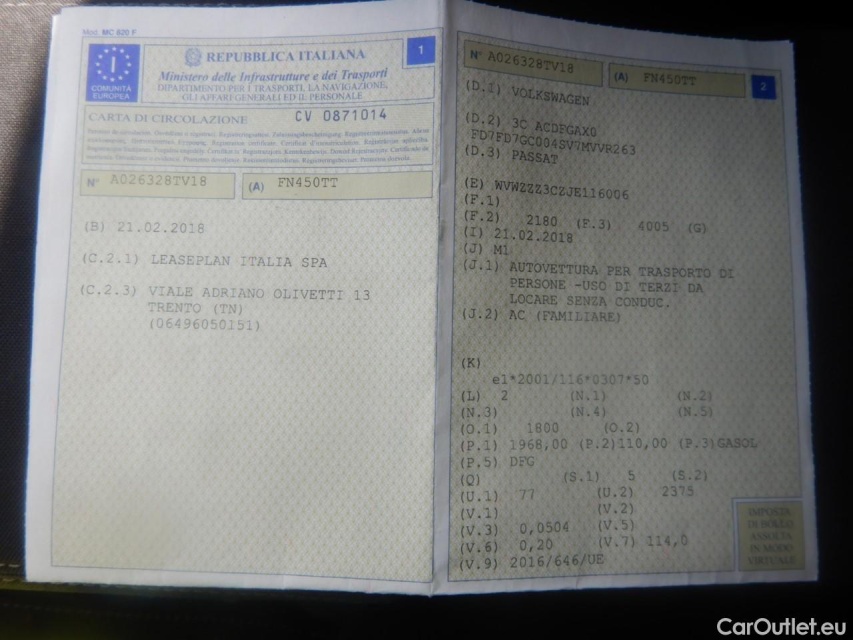 Mod. MC 820 F
1
COMUNITÀ
EUROPEA
REPUBBLICA ITALIANA
Ministero delle Infrastrutture e dei Trasporti
DIPARTIMENTO PER I TRASPORTI, LA NAVIGAZIONE,
GLI AFFARI GENERALI ED IL PERSONALE
CARTA DI CIRCOLAZIONE CV 0871014
N° A026328TV18 (A) FN450TT
(B) 21.02.2018
(C.2.1) LEASEPLAN ITALIA SPA
(C.2.3) VIALE ADRIANO OLIVETTI 13
TRENTO (TN)
(06496050151)
N° A026328TV18 (A) FN450TT 2
(D.1) VOLKSWAGEN
(D.2) 3C ACDFGAX0
FD7FD7GC004SV7MVVR263
(D.3) PASSAT
(E) WVWZZZ3CZJE116006
(F.1)
(F.2) 2180 (F.3) 4005 (G)
(I) 21.02.2018
(J) M1
(J.1) AUTOVETTURA PER TRASPORTO DI
PERSONE -USO DI TERZI DA
LOCARE SENZA CONDUC.
(J.2) AC (FAMILIARE)
(K)
e1*2001/116*0307*50
(L) 2 (N.1) (N.2)
(N.3) (N.4) (N.5)
(O.1) 1800 (O.2)
(P.1) 1968,00 (P.2)110,00 (P.3)GASOL
(P.5) DFG
(Q) (S.1) 5 (S.2)
(U.1) 77 (U.2) 2375
(V.1) (V.2)
(V.3) 0,0504 (V.5)
(V.6) 0,20 (V.7) 114,0
(V.9) 2016/646/UE
IMPOSTA
DI BOLLO
ASSOLTA
IN MODO
VIRTUALE
CarOutlet.eu